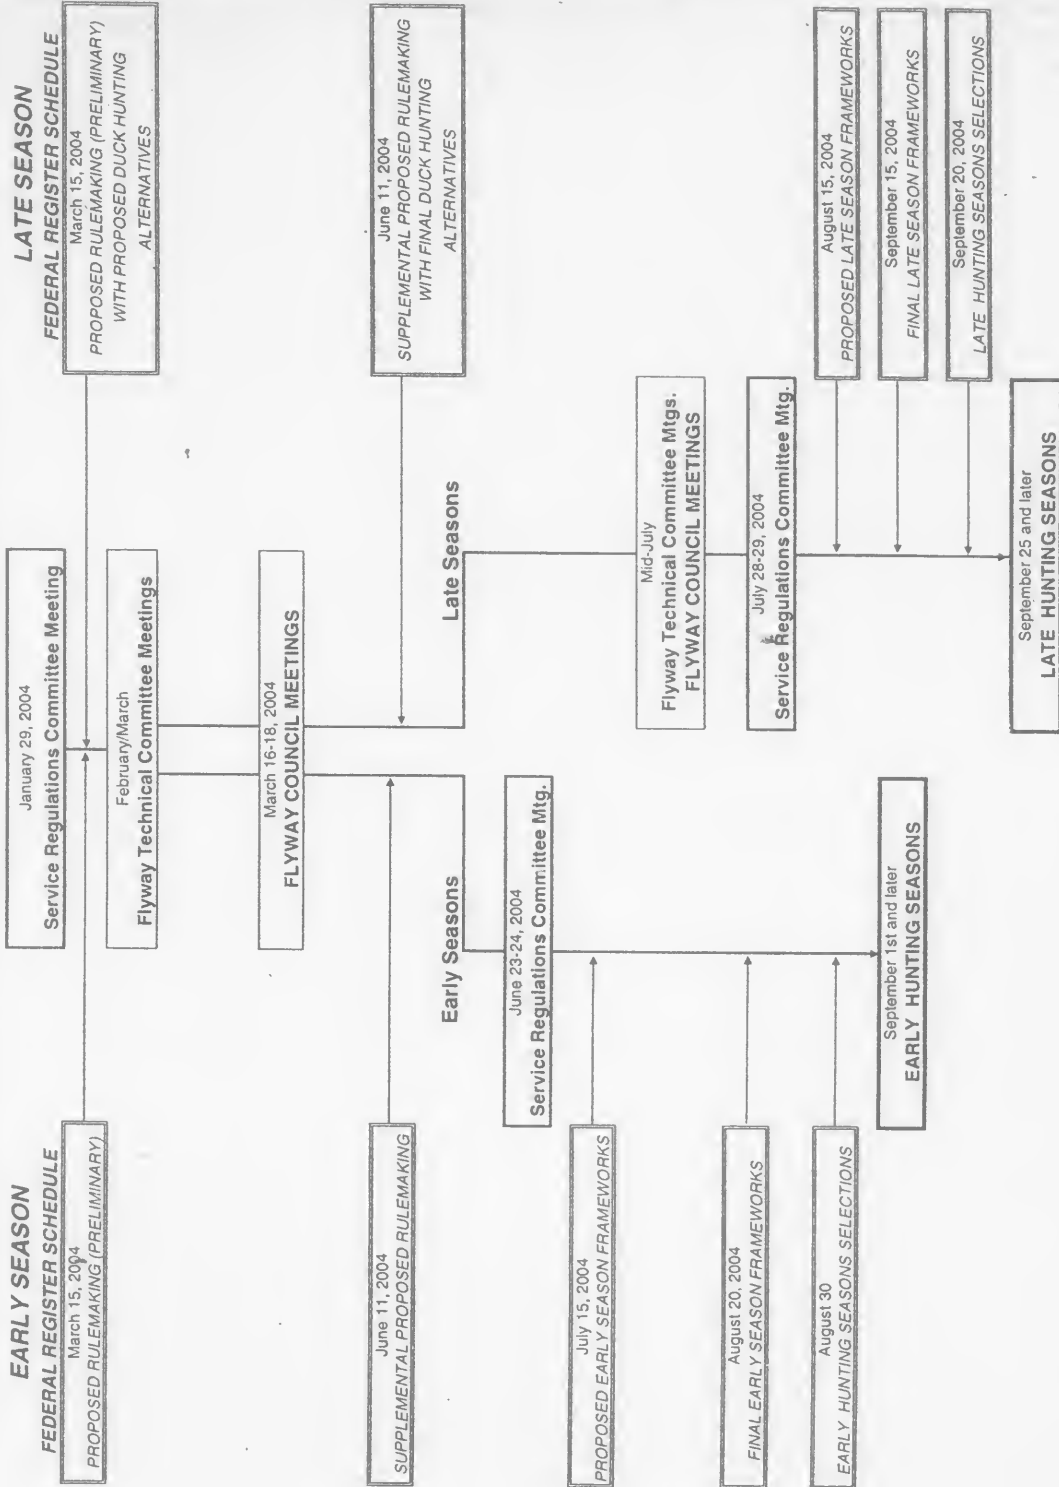 EARLY SEASON
FEDERAL REGISTER SCHEDULE
March 15, 2004
PROPOSED RULEMAKING (PRELIMINARY)
June 11, 2004
SUPPLEMENTAL PROPOSED RULEMAKING
July 15, 2004
PROPOSED EARLY SEASON FRAMEWORKS
August 20, 2004
FINAL EARLY SEASON FRAMEWORKS
August 30
EARLY HUNTING SEASONS SELECTIONS
January 29, 2004
Service Regulations Committee Meeting
February/March
Flyway Technical Committee Meetings
March 16-18, 2004
FLYWAY COUNCIL MEETINGS
Early Seasons
June 23-24, 2004
Service Regulations Committee Mtg.
September 1st and later
EARLY HUNTING SEASONS
Late Seasons
Mid-July
Flyway Technical Committee Mtgs.
FLYWAY COUNCIL MEETINGS
July 28-29, 2004
Service Regulations Committee Mtg.
September 25 and later
LATE HUNTING SEASONS
LATE SEASON
FEDERAL REGISTER SCHEDULE
March 15, 2004
PROPOSED RULEMAKING (PRELIMINARY)
WITH PROPOSED DUCK HUNTING
ALTERNATIVES
June 11, 2004
SUPPLEMENTAL PROPOSED RULEMAKING
WITH FINAL DUCK HUNTING
ALTERNATIVES
August 15, 2004
PROPOSED LATE SEASON FRAMEWORKS
September 15, 2004
FINAL LATE SEASON FRAMEWORKS
September 20, 2004
LATE HUNTING SEASONS SELECTIONS